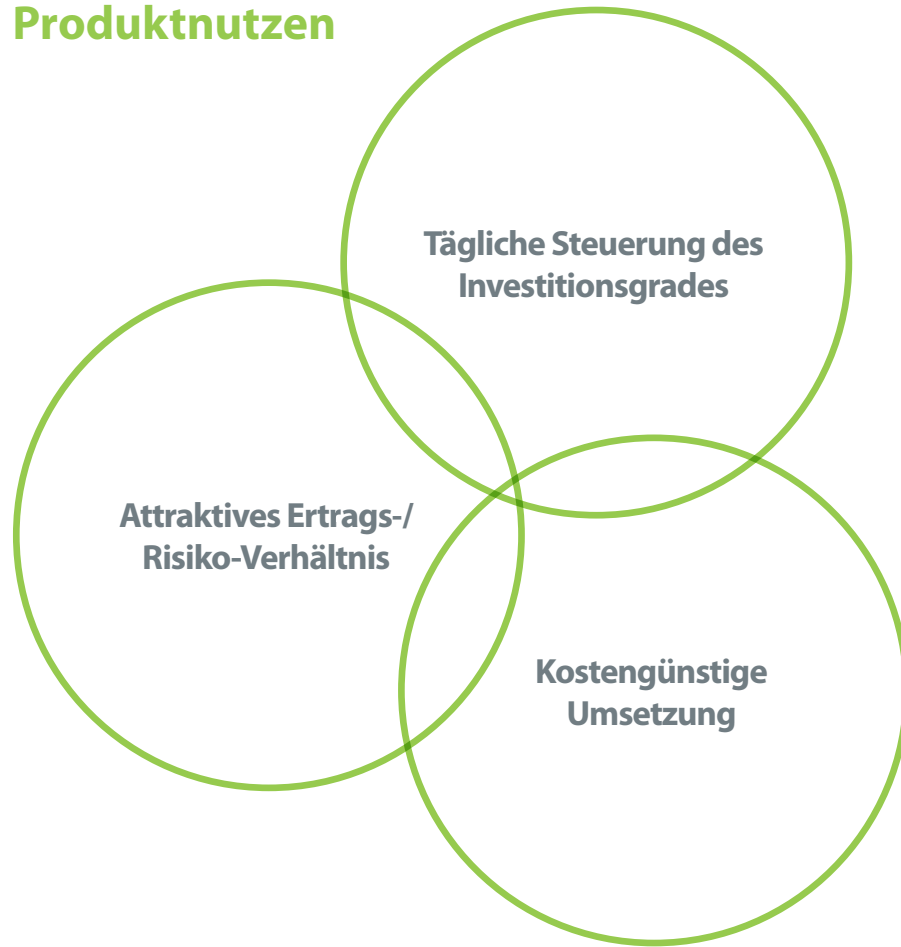 Produktnutzen
Tägliche Steuerung des
Investitionsgrades
Attraktives Ertrags-/
Risiko-Verhältnis
Kostengünstige
Umsetzung